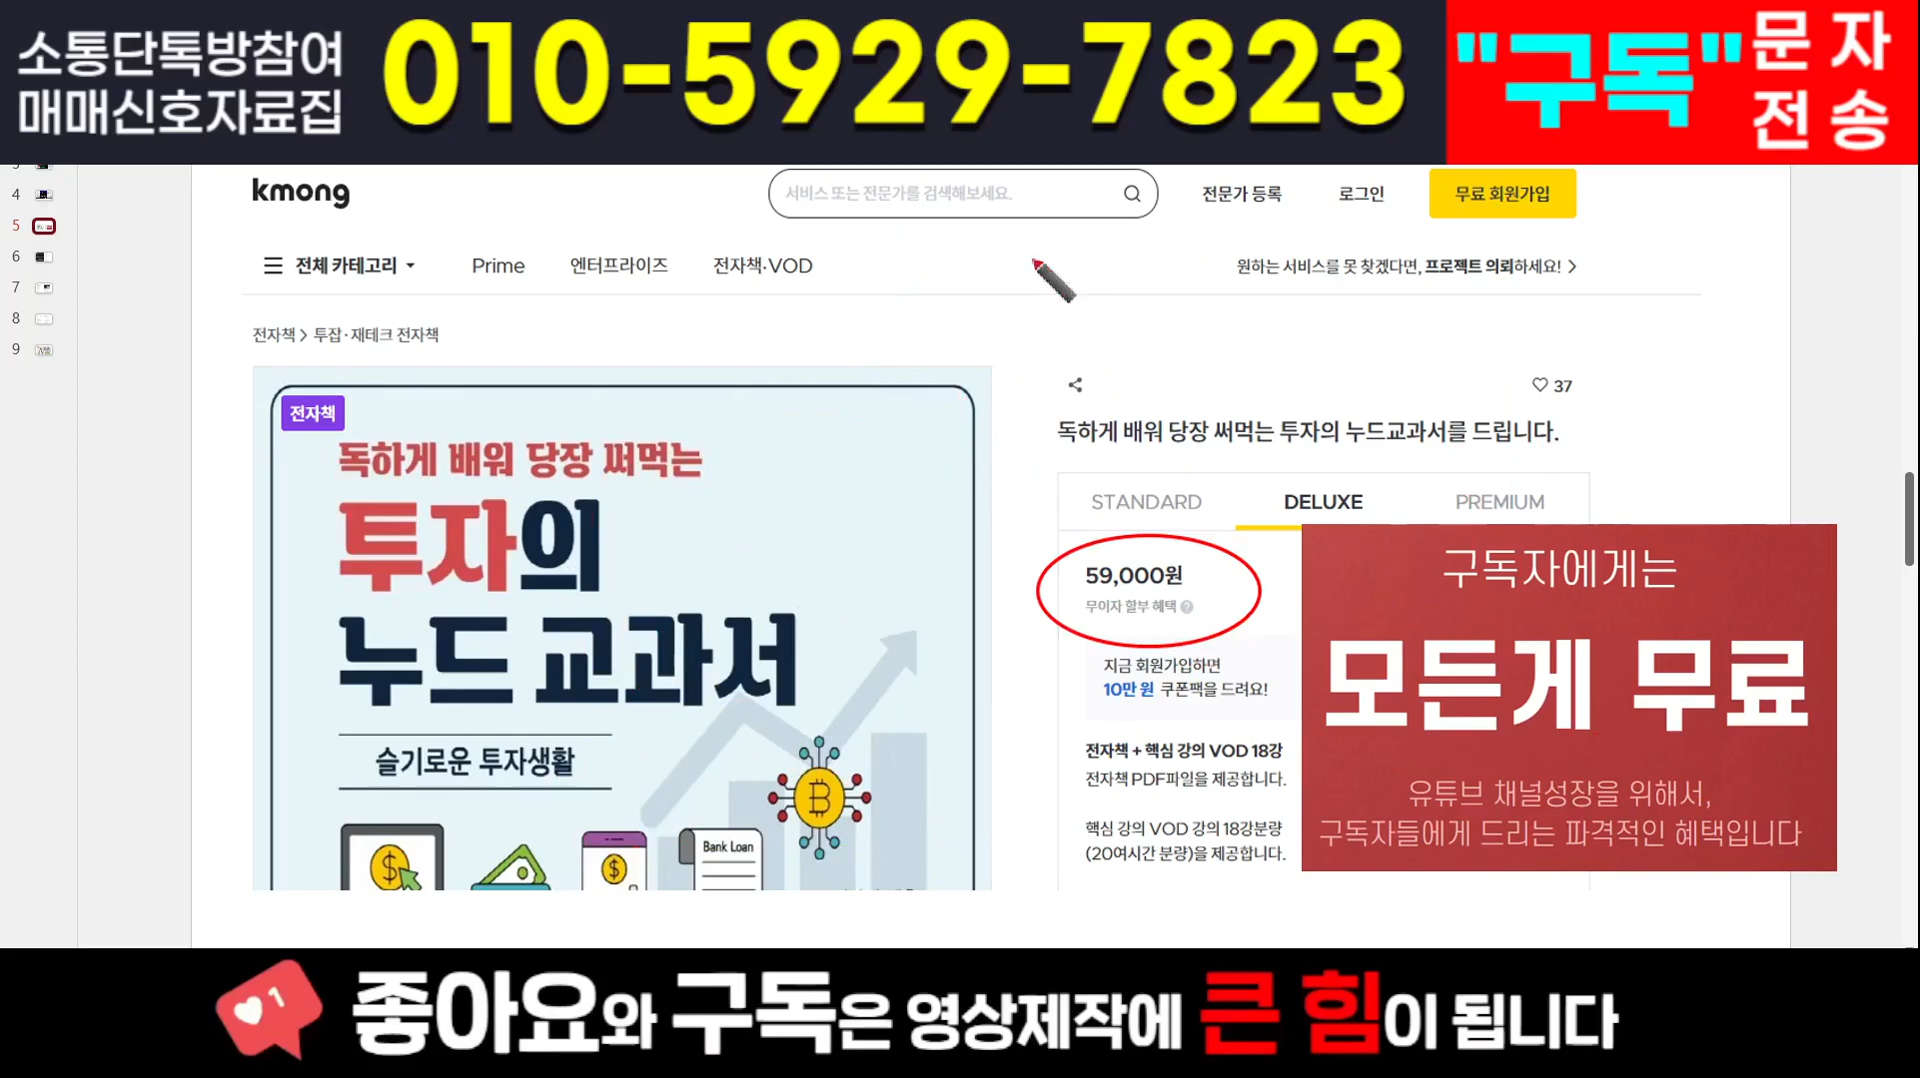 소통단톡방참여
매매신호자료집
010-5929-7823
"구독"
문자
전송
4
5
6
7
8
9
kmong
서비스 또는 전문가를 검색해보세요.
전문가 등록
로그인
무료 회원가입
전체 카테고리
Prime
엔터프라이즈
전자책·VOD
원하는 서비스를 못 찾겠다면, 프로젝트 의뢰하세요! >
전자책 > 투잡·재테크 전자책
전자책
독하게 배워 당장 써먹는
투자의
누드 교과서
슬기로운 투자생활
Bank Loan
37
독하게 배워 당장 써먹는 투자의 누드교과서를 드립니다.
STANDARD
DELUXE
PREMIUM
59,000원
무이자 할부 혜택 ?
지금 회원가입하면
10만 원 쿠폰팩을 드려요!
전자책 + 핵심 강의 VOD 18강
전자책 PDF파일을 제공합니다.
핵심 강의 VOD 강의 18강분량
(20여시간 분량)을 제공합니다.
구독자에게는
모든게 무료
유튜브 채널성장을 위해서,
구독자들에게 드리는 파격적인 혜택입니다
1
좋아요와 구독은 영상제작에 큰 힘이 됩니다